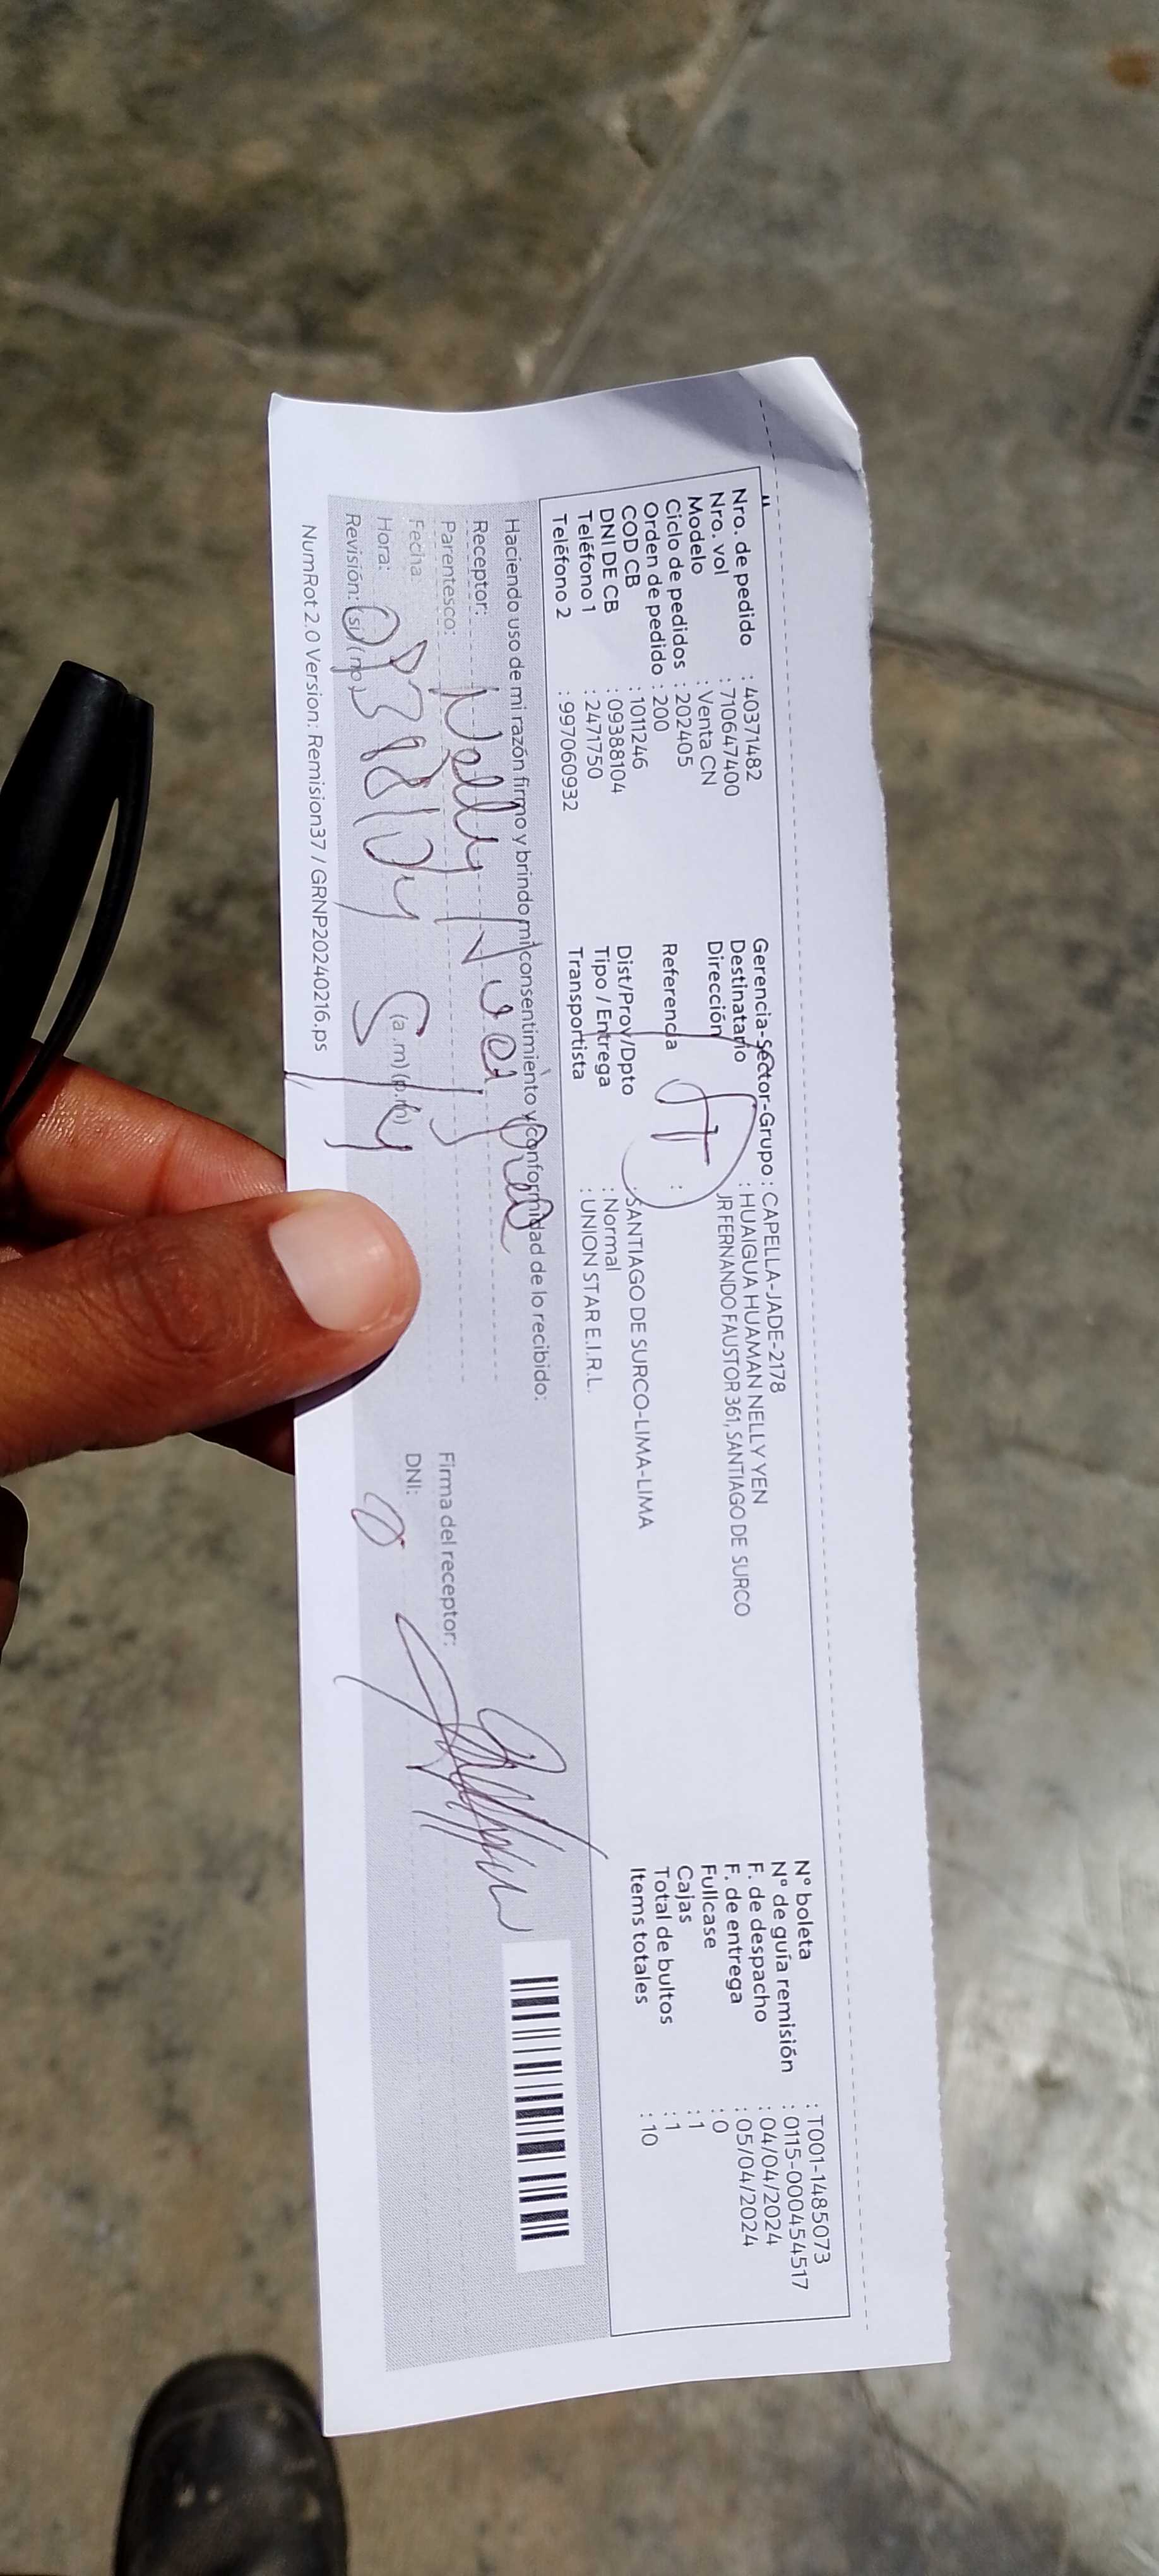 Nro. de pedido : 40371482
Nro. vol : 710647400
Modelo : Venta CN
Ciclo de pedidos : 202405
Orden de pedido : 200
COD CB : 1011246
DNI DE CB : 09388104
Teléfono 1 : 2471750
Teléfono 2 : 997060932
Gerencia-Sector-Grupo : CAPELLA-JADE-2178
Destinatario : HUAIGUA HUAMAN NELLY YEN
Dirección JR FERNANDO FAUSTOR 361, SANTIAGO DE SURCO
Referencia :
Dist/Prov/Dpto : SANTIAGO DE SURCO-LIMA-LIMA
Tipo / Entrega : Normal
Transportista : UNION STAR E.I.R.L.
N° boleta : T001-1485073
N° de guía remisión : 0115-000454517
F. de despacho : 04/04/2024
F. de entrega : 05/04/2024
Fullcase : 0
Cajas : 1
Total de bultos : 1
Items totales : 10
Haciendo uso de mi razón firmo y brindo mi consentimiento y conformidad de lo recibido:
Receptor: Nelly
Parentesco:
Fecha:
Hora: (a.m) (p.m)
Revisión: (si) (no)
Firma del receptor:
DNI:
NumRot 2.0 Version: Remision37 / GRNP20240216.ps